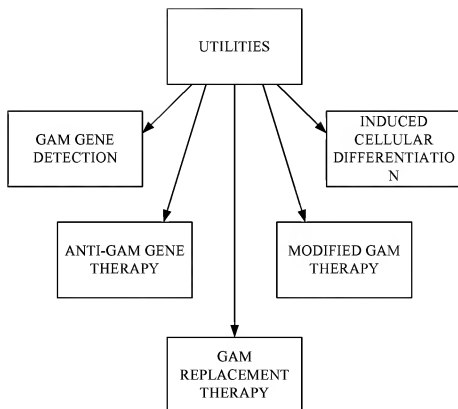 UTILITIES
GAM GENE
DETECTION
INDUCED
CELLULAR
DIFFERENTIATIO
N
ANTI-GAM GENE
THERAPY
MODIFIED GAM
THERAPY
GAM
REPLACEMENT
THERAPY